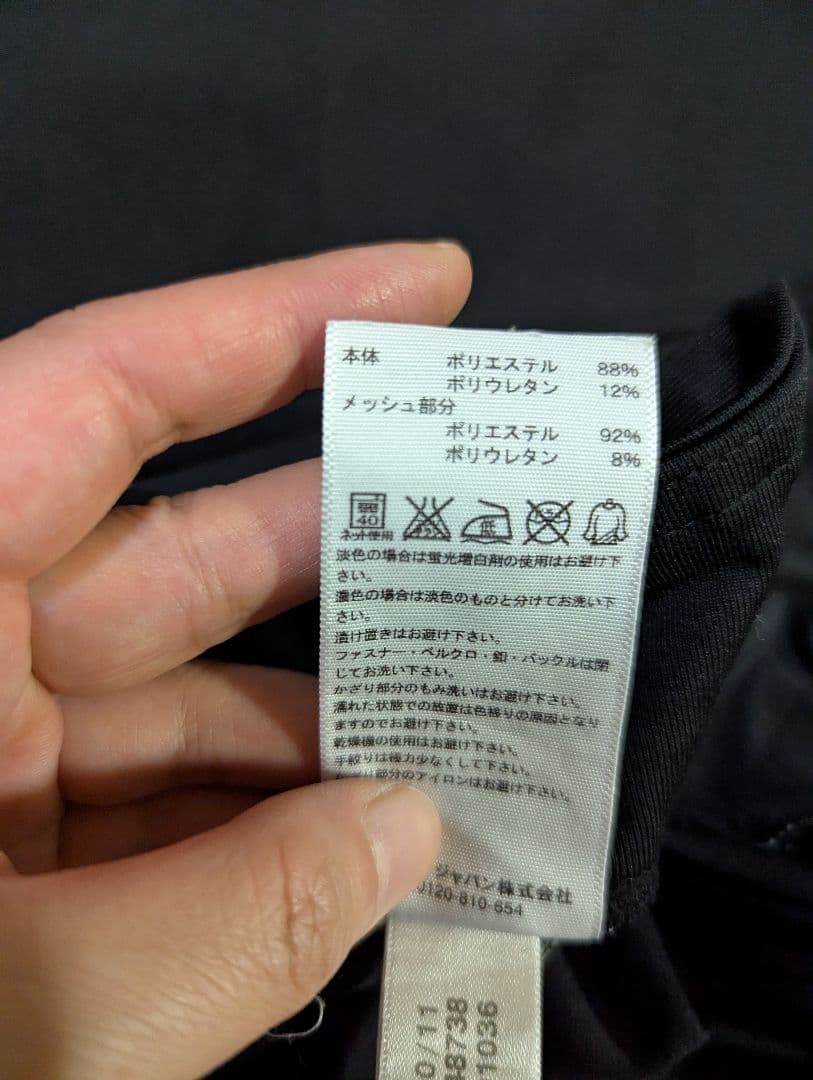 本体 ポリエステル 88%
ポリウレタン 12%
メッシュ部分
ポリエステル 92%
ポリウレタン 8%
弱 40 低
ネット使用
淡色の場合は蛍光増白剤の使用はお避け下
さい。
濃色の場合は淡色のものと分けてお洗い下
さい。
漬け置きはお避け下さい。
ファスナー・ベルクロ・釦・バックルは閉
じてお洗い下さい。
かざり部分のもみ洗いはお避け下さい。
濡れた状態での放置は色移りの原因となり
ますのでお避け下さい。
乾燥機の使用はお避け下さい。
手絞りは極力少なくして下さい。
かざり部分のアイロンはお避け下さい。
ジャパン株式会社
0120-810-654
0/11
48738
1036